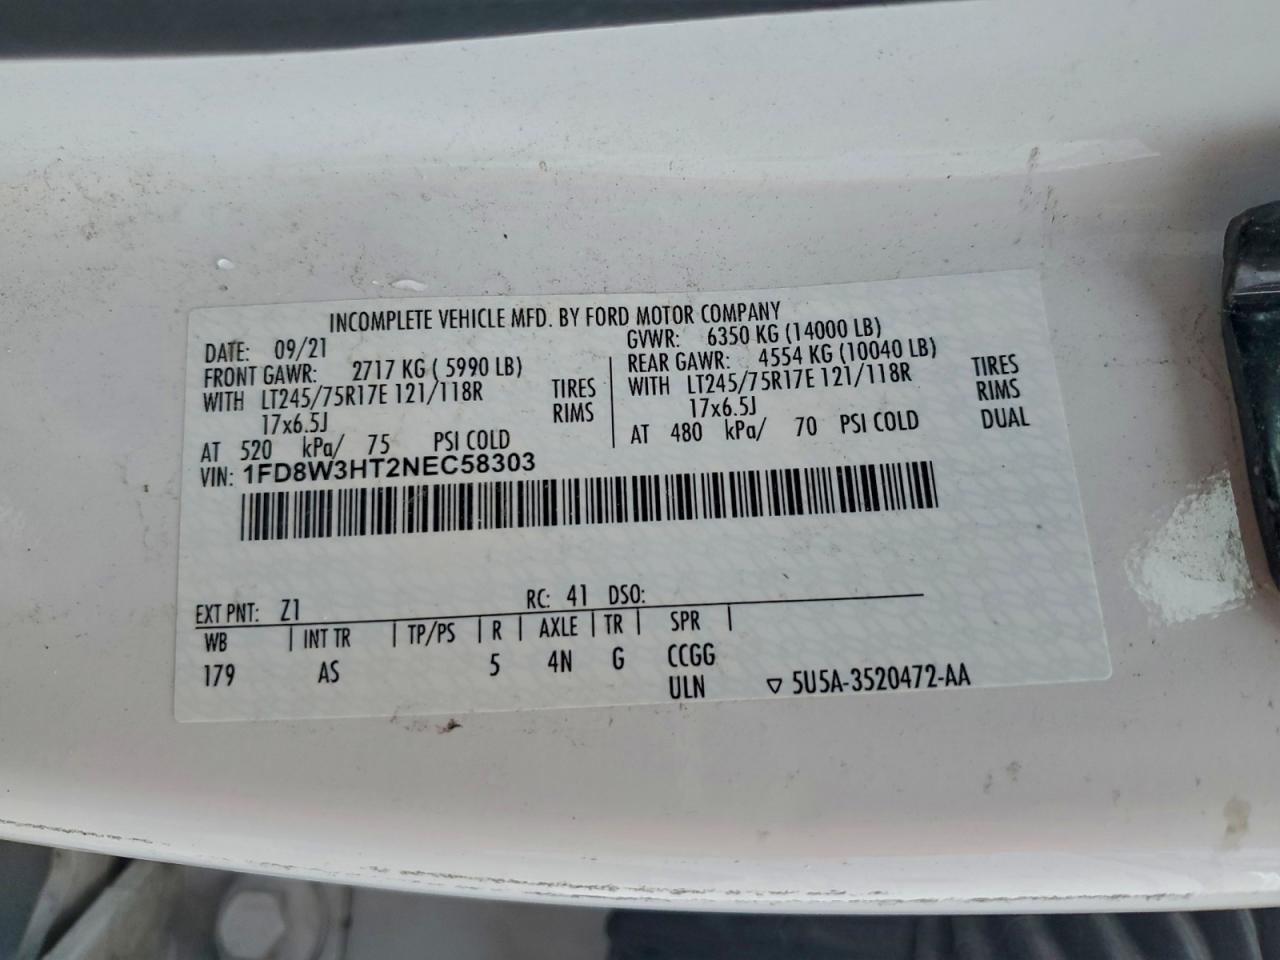 INCOMPLETE VEHICLE MFD. BY FORD MOTOR COMPANY
DATE: 09/21
FRONT GAWR: 2717 KG ( 5990 LB)
WITH LT245/75R17E 121/118R TIRES
17x6.5J RIMS
AT 520 kPa/ 75 PSI COLD
GVWR: 6350 KG (14000 LB)
REAR GAWR: 4554 KG (10040 LB)
WITH LT245/75R17E 121/118R TIRES
17x6.5J RIMS
AT 480 kPa/ 70 PSI COLD DUAL
VIN: 1FD8W3HT2NEC58303
EXT PNT: Z1 RC: 41 DSO:
WB | INT TR | TP/PS | R | AXLE | TR | SPR |
179 AS 5 4N G CCGG
ULN ▽ 5U5A-3520472-AA